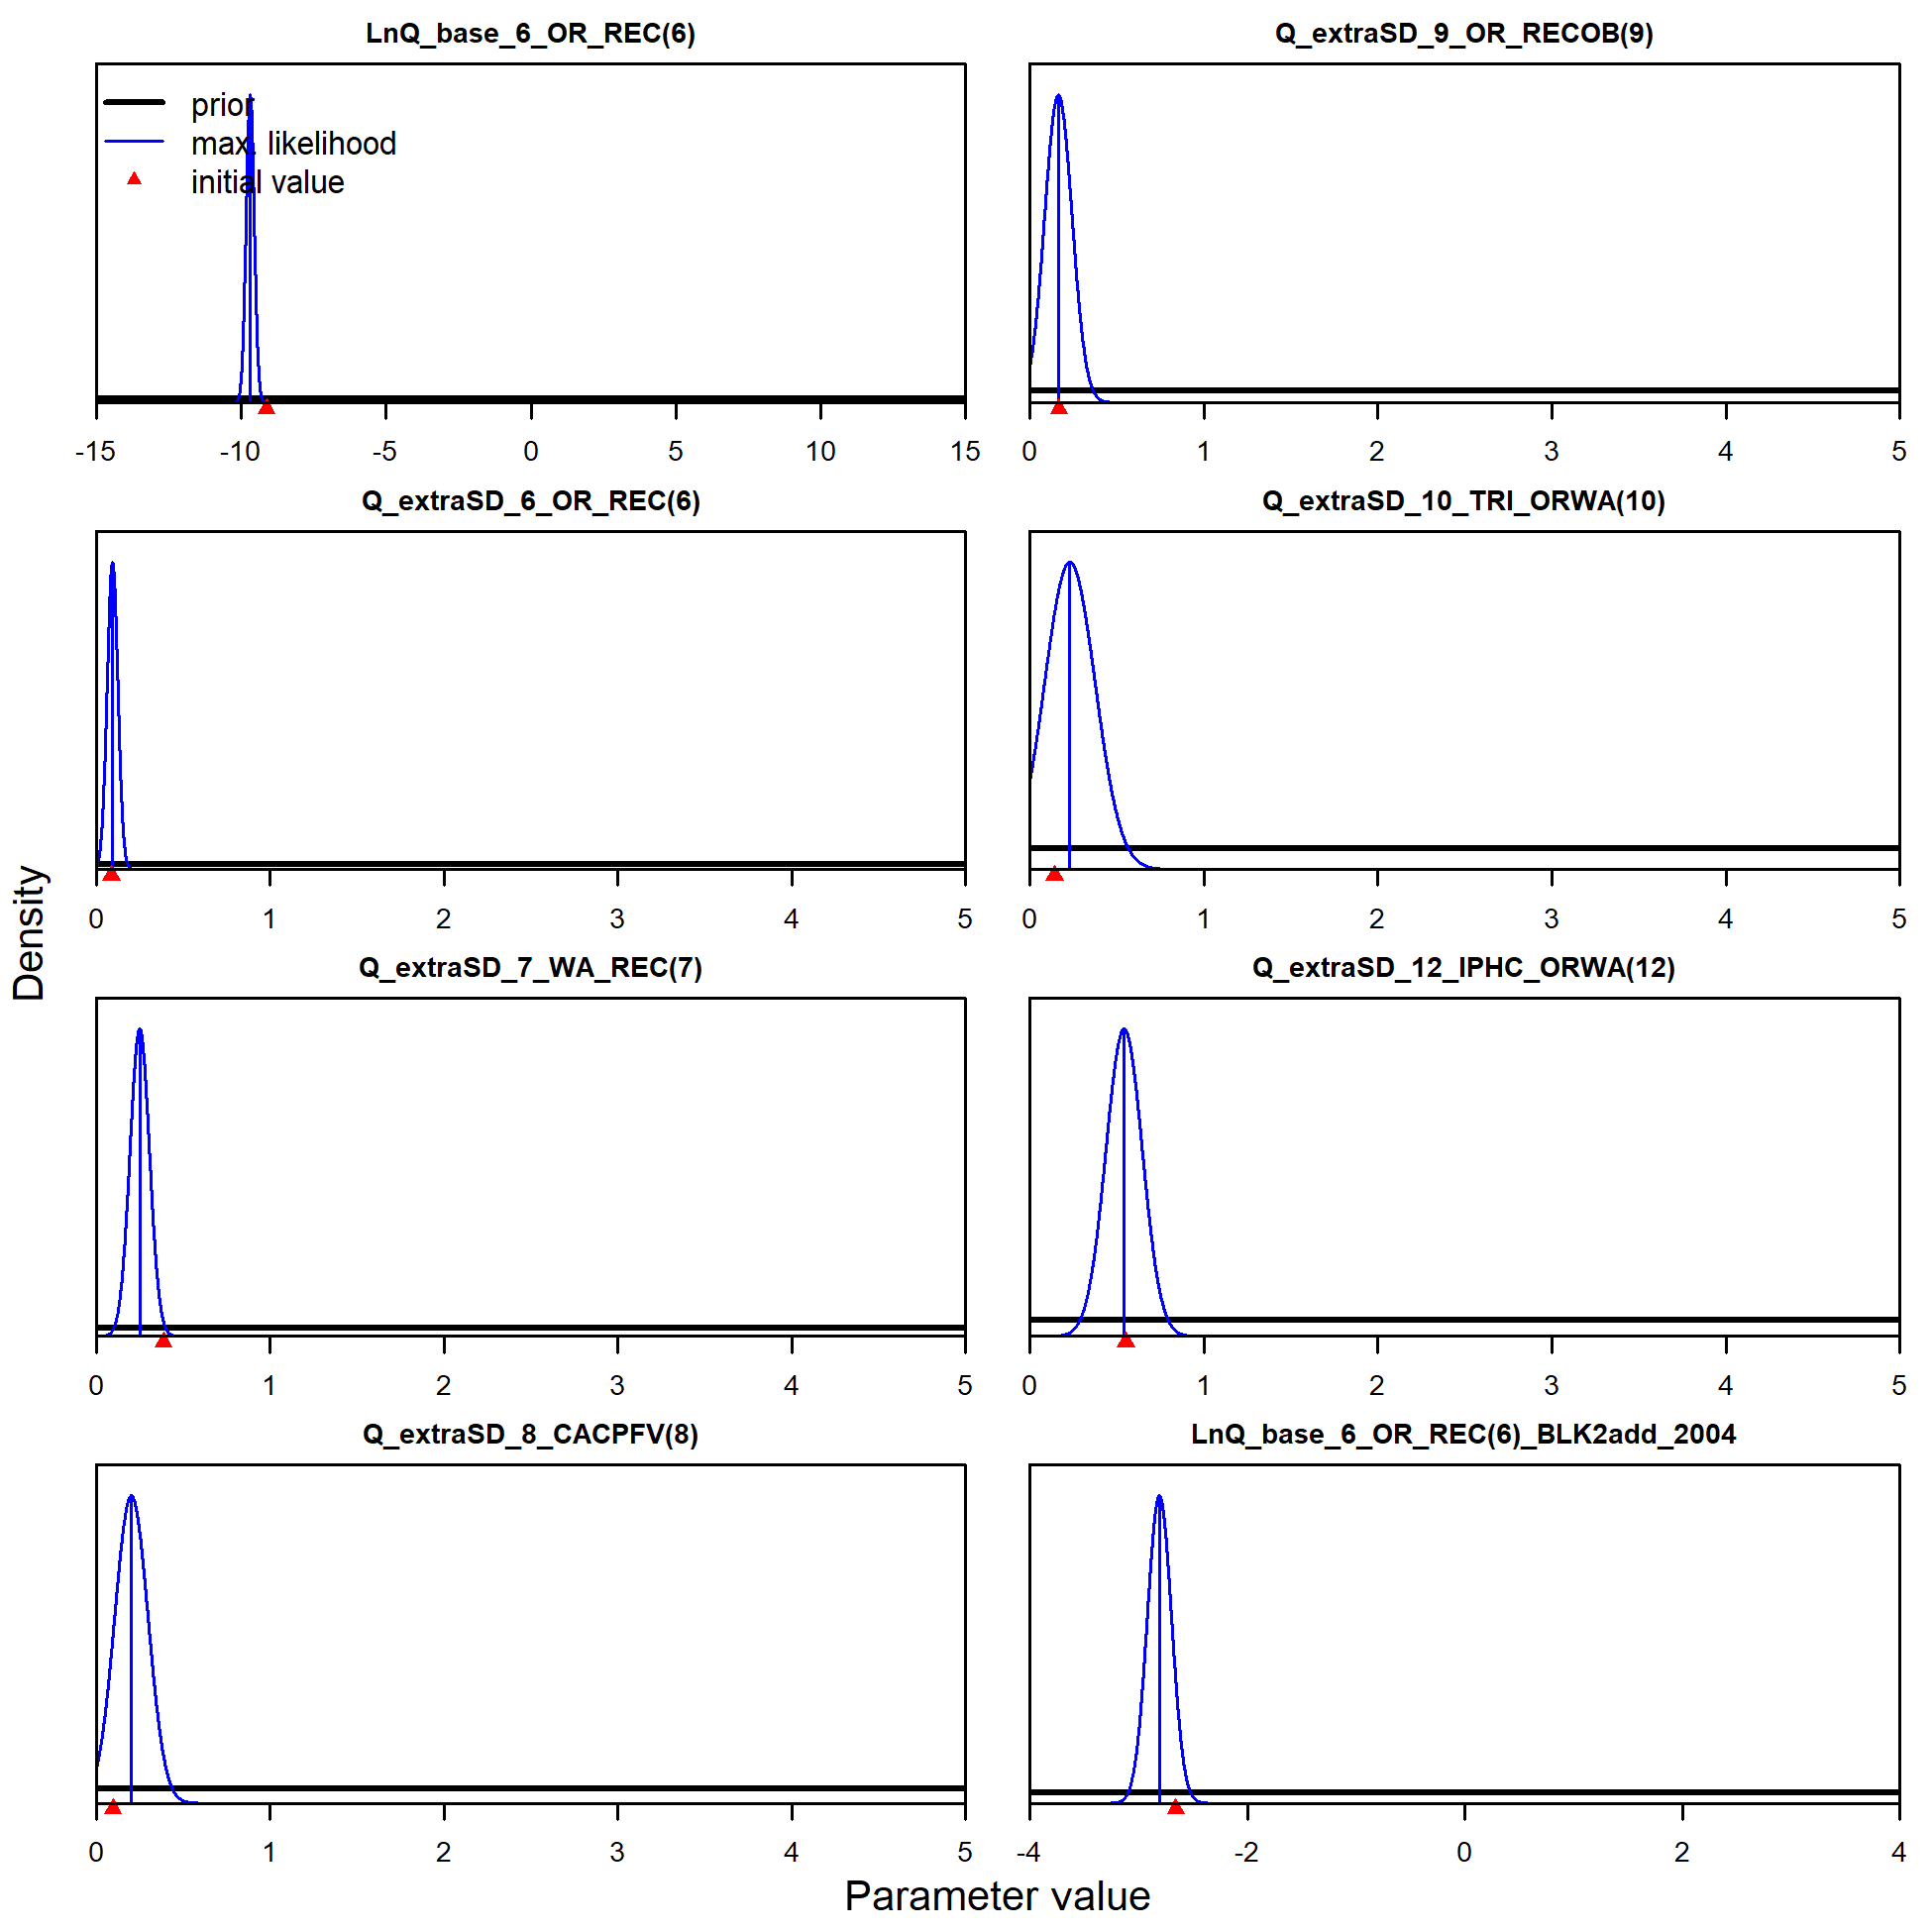 LnQ_base_6_OR_REC(6)
prior
max. likelihood
initial value
-15 -10 -5 0 5 10 15
Q_extraSD_9_OR_RECOB(9)
0 1 2 3 4 5
Q_extraSD_6_OR_REC(6)
0 1 2 3 4 5
Q_extraSD_10_TRI_ORWA(10)
0 1 2 3 4 5
Q_extraSD_7_WA_REC(7)
0 1 2 3 4 5
Q_extraSD_12_IPHC_ORWA(12)
0 1 2 3 4 5
Q_extraSD_8_CACPFV(8)
0 1 2 3 4 5
LnQ_base_6_OR_REC(6)_BLK2add_2004
-4 -2 0 2 4
Density
Parameter value